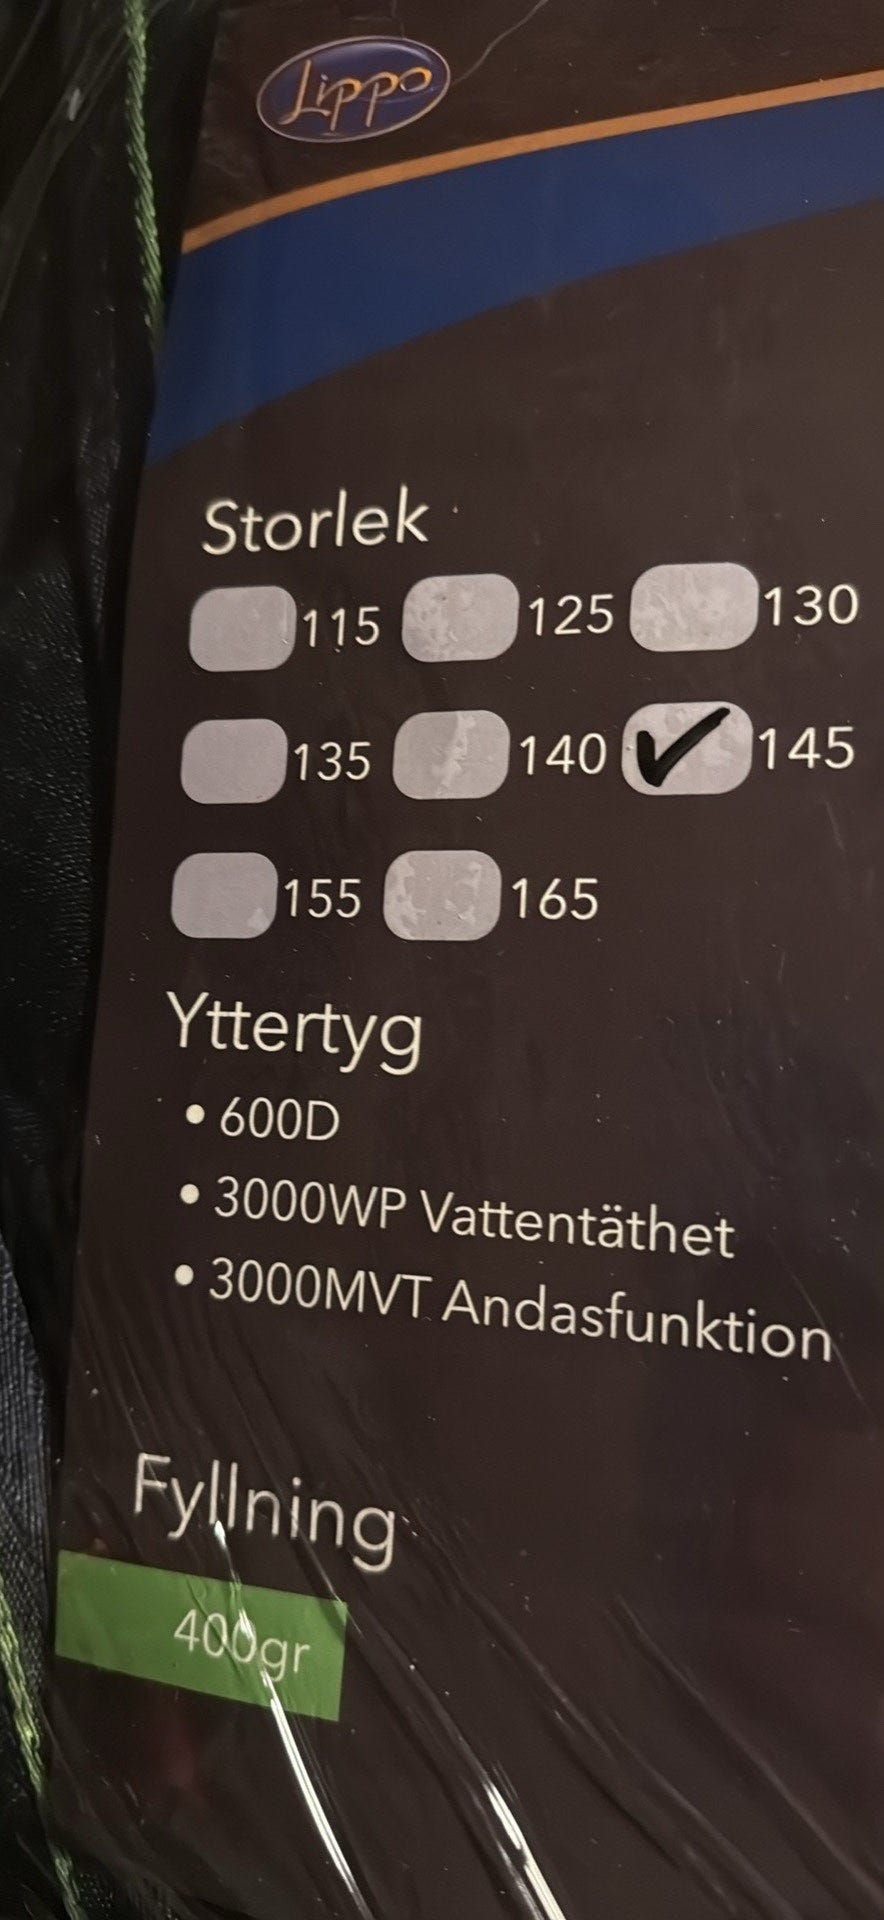 Lippo
Storlek
115 125 130
135 140 145
155 165
Yttertyg
• 600D
• 3000WP Vattentäthet
• 3000MVT Andasfunktion
Fyllning
400gr